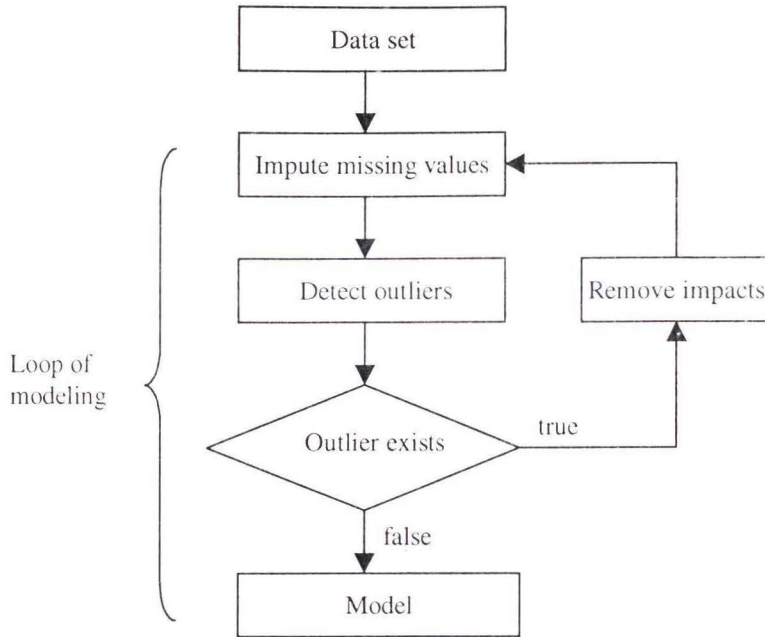 Data set
Impute missing values
Detect outliers
Remove impacts
Loop of
modeling
Outlier exists
true
false
Model